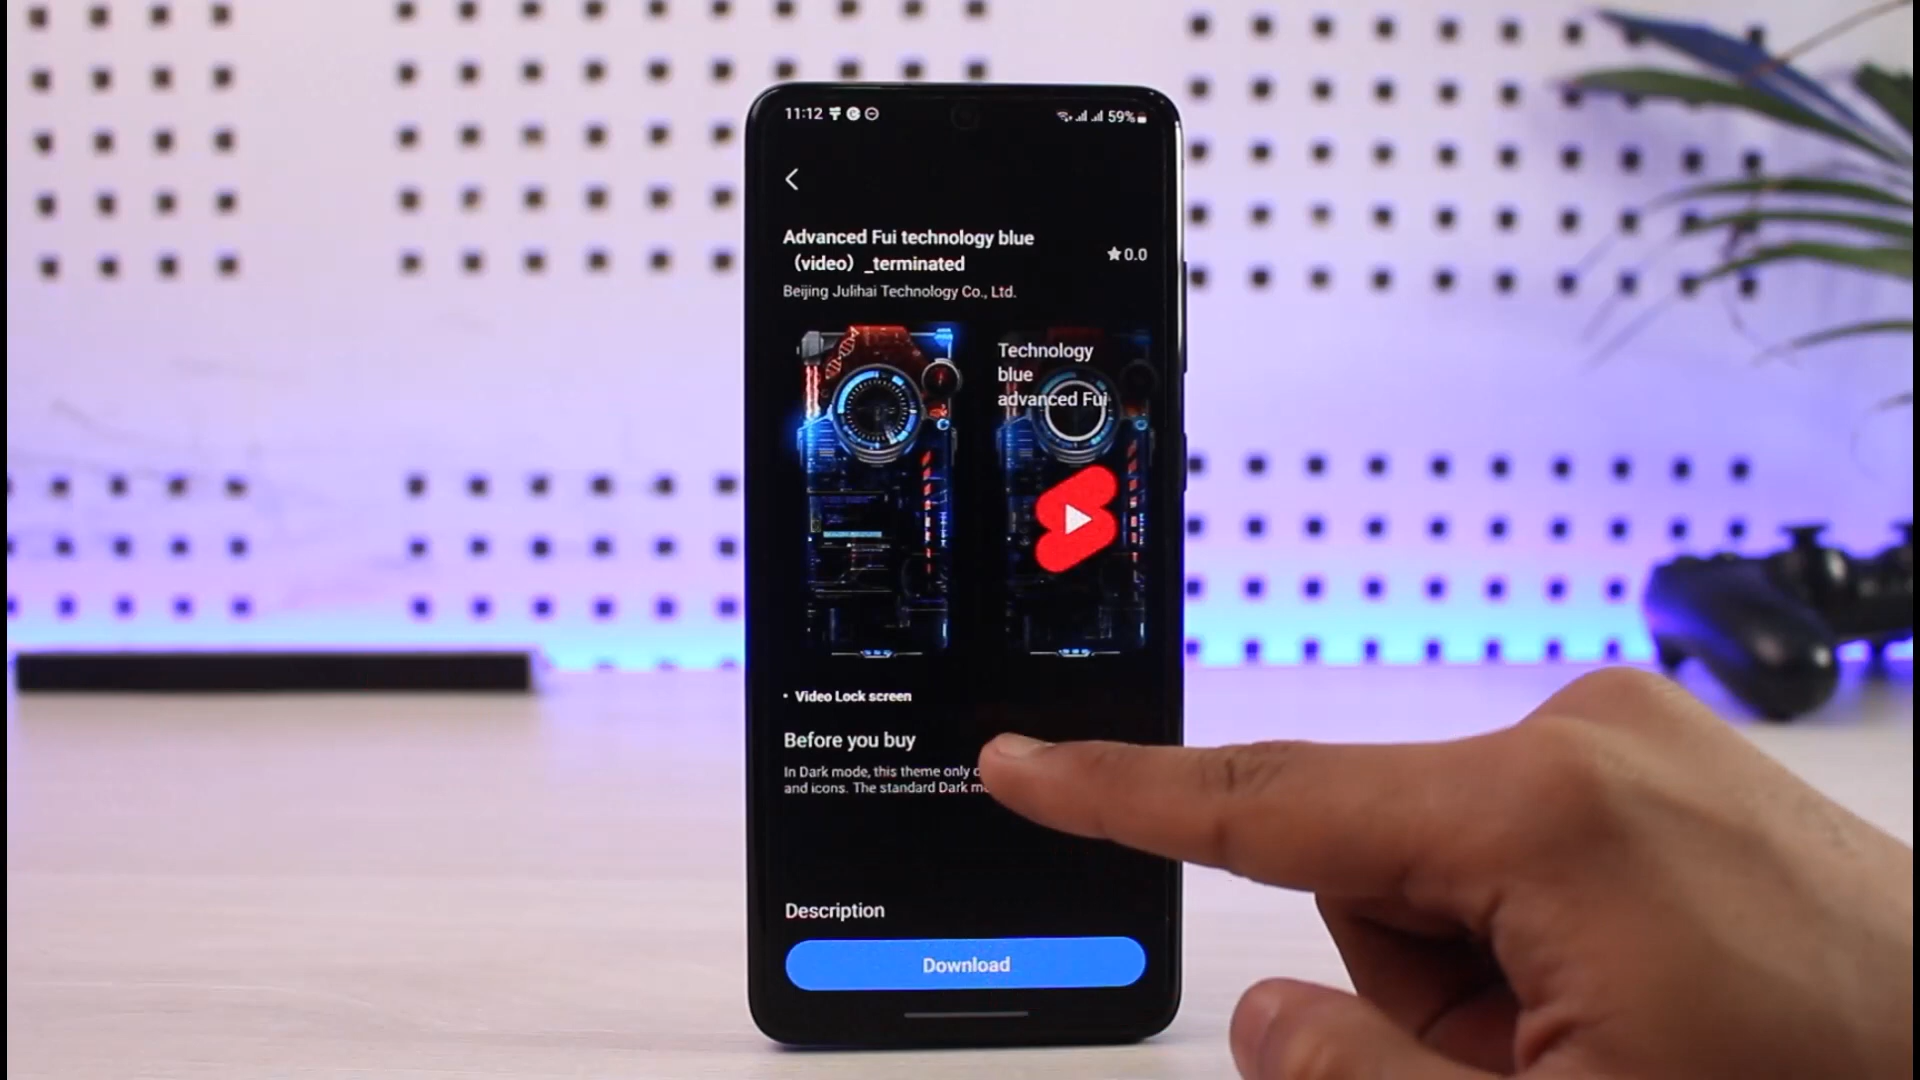 11:12
59%
Advanced Fui technology blue
（video）_terminated
★0.0
Beijing Julihai Technology Co., Ltd.
Technology
blue
advanced Fui
• Video Lock screen
Before you buy
In Dark mode, this theme only
and icons. The standard Dark
Description
Download